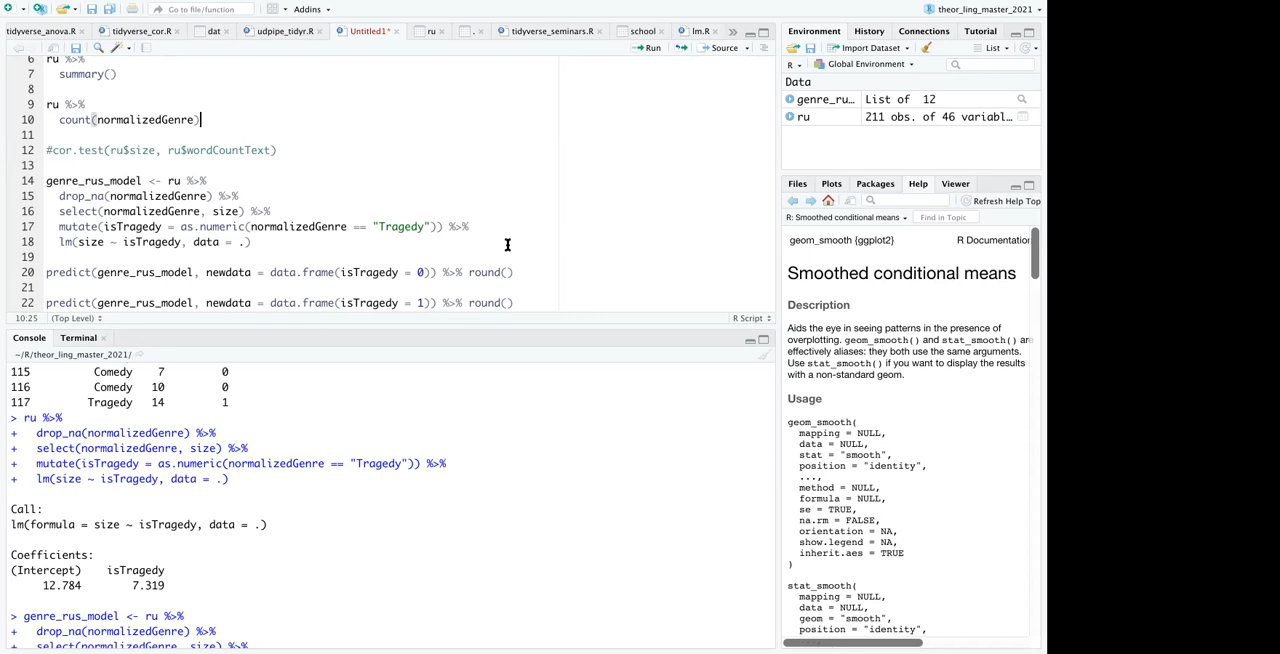 Go to file/function
Addins
theor_ling_master_2021
tidyverse_anova.R
tidyverse_cor.R
dat
udpipe_tidyr.R
Untitled1*
ru
.
tidyverse_seminars.R
school
lm.R
Run
Source
6 ru %>%
7 summary()
8
9 ru %>%
10 count(normalizedGenre)
11
12 #cor.test(ru$size, ru$wordCountText)
13
14 genre_rus_model <- ru %>%
15 drop_na(normalizedGenre) %>%
16 select(normalizedGenre, size) %>%
17 mutate(isTragedy = as.numeric(normalizedGenre == "Tragedy")) %>%
18 lm(size ~ isTragedy, data = .)
19
20 predict(genre_rus_model, newdata = data.frame(isTragedy = 0)) %>% round()
21
22 predict(genre_rus_model, newdata = data.frame(isTragedy = 1)) %>% round()
10:25 (Top Level) R Script
Console Terminal
~/R/theor_ling_master_2021/
115 Comedy 7 0
116 Comedy 10 0
117 Tragedy 14 1
> ru %>%
+ drop_na(normalizedGenre) %>%
+ select(normalizedGenre, size) %>%
+ mutate(isTragedy = as.numeric(normalizedGenre == "Tragedy")) %>%
+ lm(size ~ isTragedy, data = .)
Call:
lm(formula = size ~ isTragedy, data = .)
Coefficients:
(Intercept) isTragedy
12.784 7.319
> genre_rus_model <- ru %>%
+ drop_na(normalizedGenre) %>%
+ select(normalizedGenre, size) %>%
Environment History Connections Tutorial
Import Dataset List
R Global Environment
Data
genre_ru… List of 12
ru 211 obs. of 46 variabl…
Files Plots Packages Help Viewer
Refresh Help Top
R: Smoothed conditional means Find in Topic
geom_smooth {ggplot2} R Documentation
Smoothed conditional means
Description
Aids the eye in seeing patterns in the presence of
overplotting. geom_smooth() and stat_smooth() are
effectively aliases: they both use the same arguments.
Use stat_smooth() if you want to display the results
with a non-standard geom.
Usage
geom_smooth(
mapping = NULL,
data = NULL,
stat = "smooth",
position = "identity",
...,
method = NULL,
formula = NULL,
se = TRUE,
na.rm = FALSE,
orientation = NA,
show.legend = NA,
inherit.aes = TRUE
)
stat_smooth(
mapping = NULL,
data = NULL,
geom = "smooth",
position = "identity",